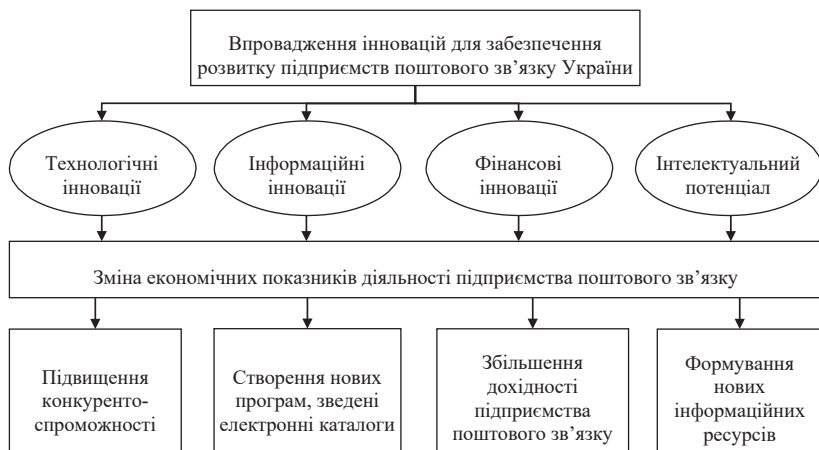 Впровадження інновацій для забезпечення
розвитку підприємств поштового зв’язку України
Технологічні
інновації
Інформаційні
інновації
Фінансові
інновації
Інтелектуальний
потенціал
Зміна економічних показників діяльності підприємства поштового зв’язку
Підвищення
конкуренто-
спроможності
Створення нових
програм, зведені
електронні каталоги
Збільшення
дохідності
підприємства
поштового зв’язку
Формування
нових
інформаційних
ресурсів